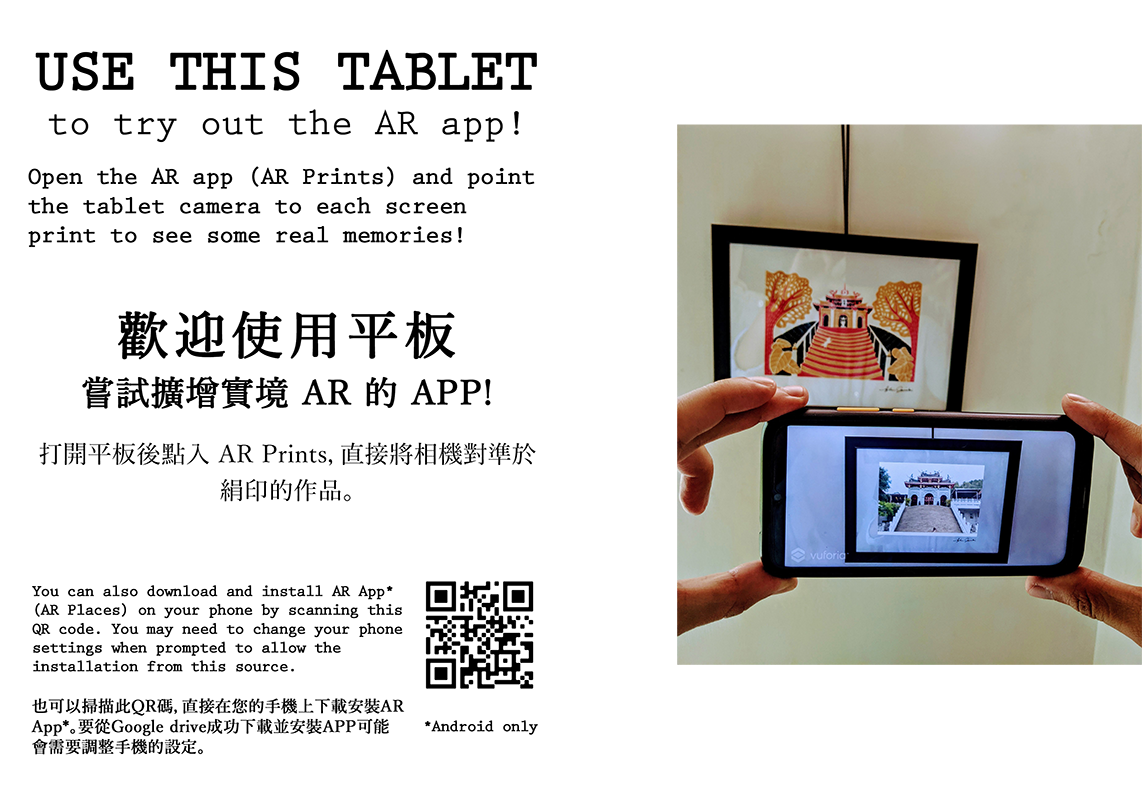 USE THIS TABLET
to try out the AR app!
Open the AR app (AR Prints) and point
the tablet camera to each screen
print to see some real memories!
歡迎使用平板
嘗試擴增實境 AR 的 APP!
打開平板後點入 AR Prints, 直接將相機對準於
絹印的作品。
You can also download and install AR App*
(AR Places) on your phone by scanning this
QR code. You may need to change your phone
settings when prompted to allow the
installation from this source.
也可以掃描此QR碼, 直接在您的手機上下載安裝AR
App*。要從Google drive成功下載並安裝APP可能
會需要調整手機的設定。
*Android only
vuforia